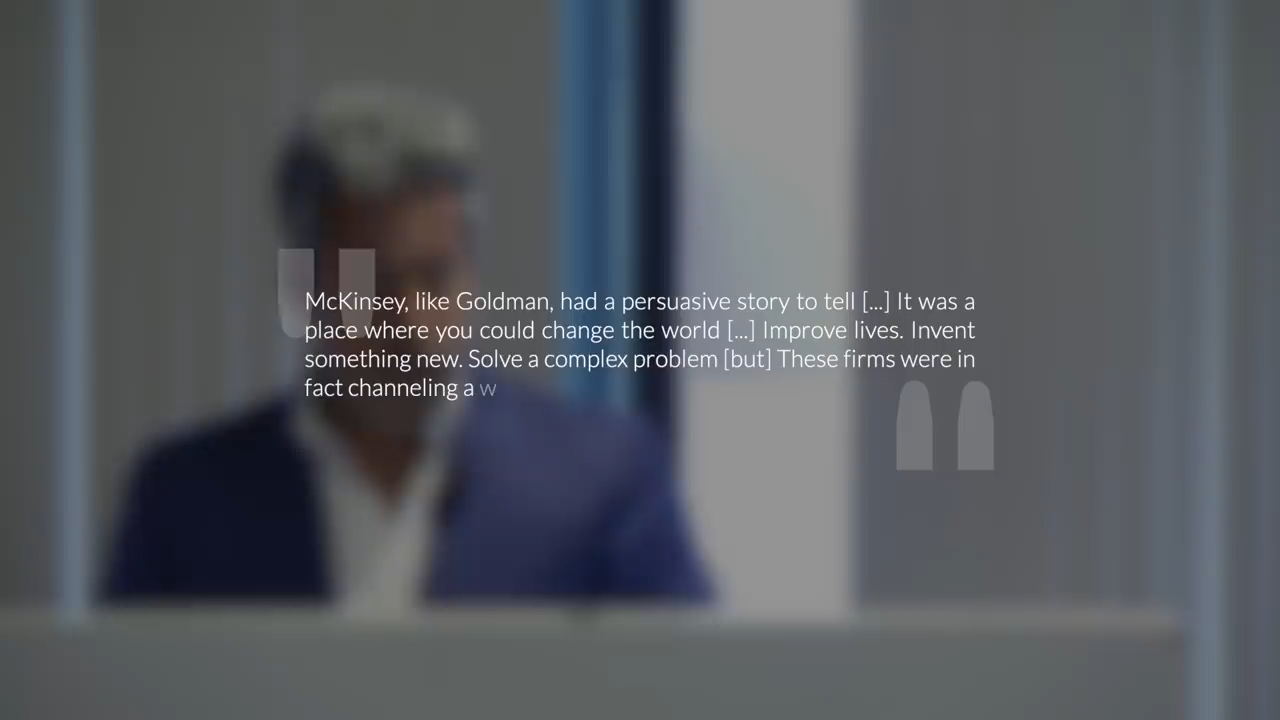 McKinsey, like Goldman, had a persuasive story to tell [...] It was a
place where you could change the world [...] Improve lives. Invent
something new. Solve a complex problem [but] These firms were in
fact channeling a w